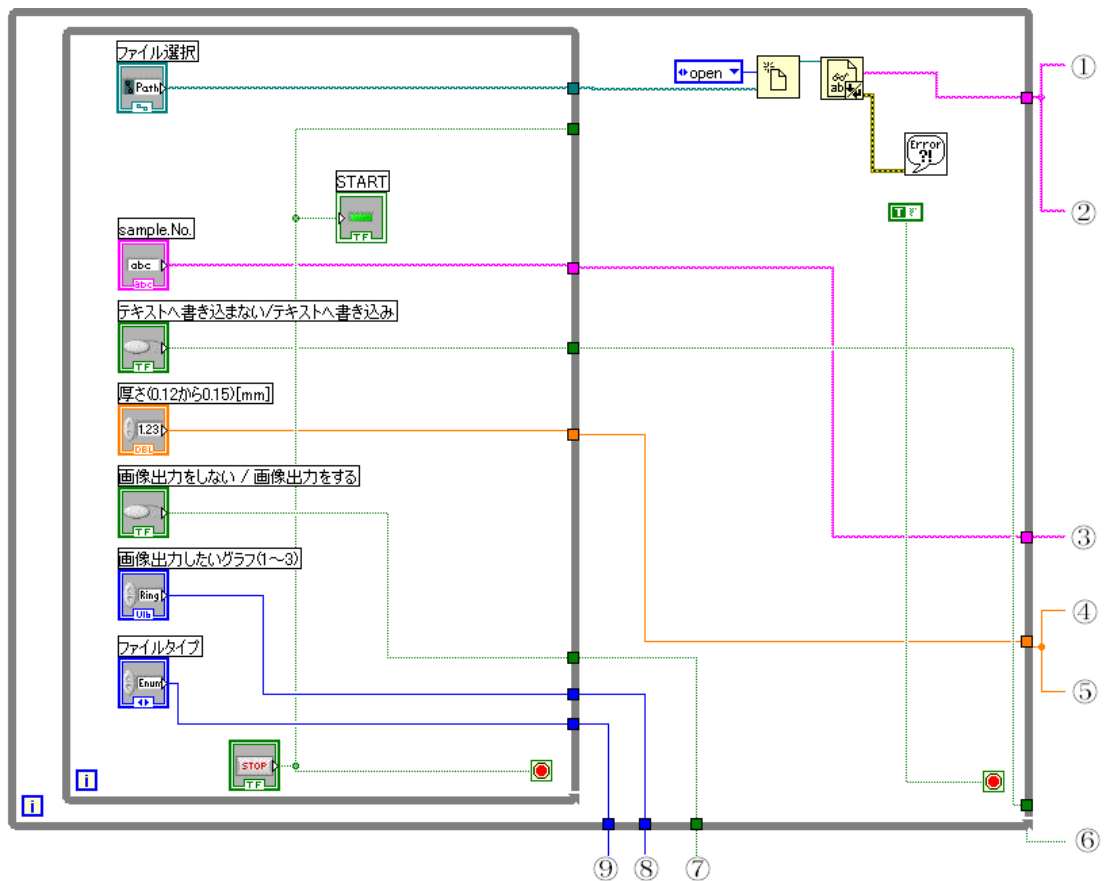 ファイル選択
Path
open
ab
Error
?!
①
②
START
TF
T
sample.No.
abc
abc
テキストへ書き込まない/テキストへ書き込み
TF
厚さ(0.12から0.15)[mm]
1.23
DBL
画像出力をしない / 画像出力をする
TF
③
画像出力したいグラフ(1～3)
Ring
U16
④
ファイルタイプ
Enum
⑤
STOP
TF
i
i
⑥
⑨
⑧
⑦